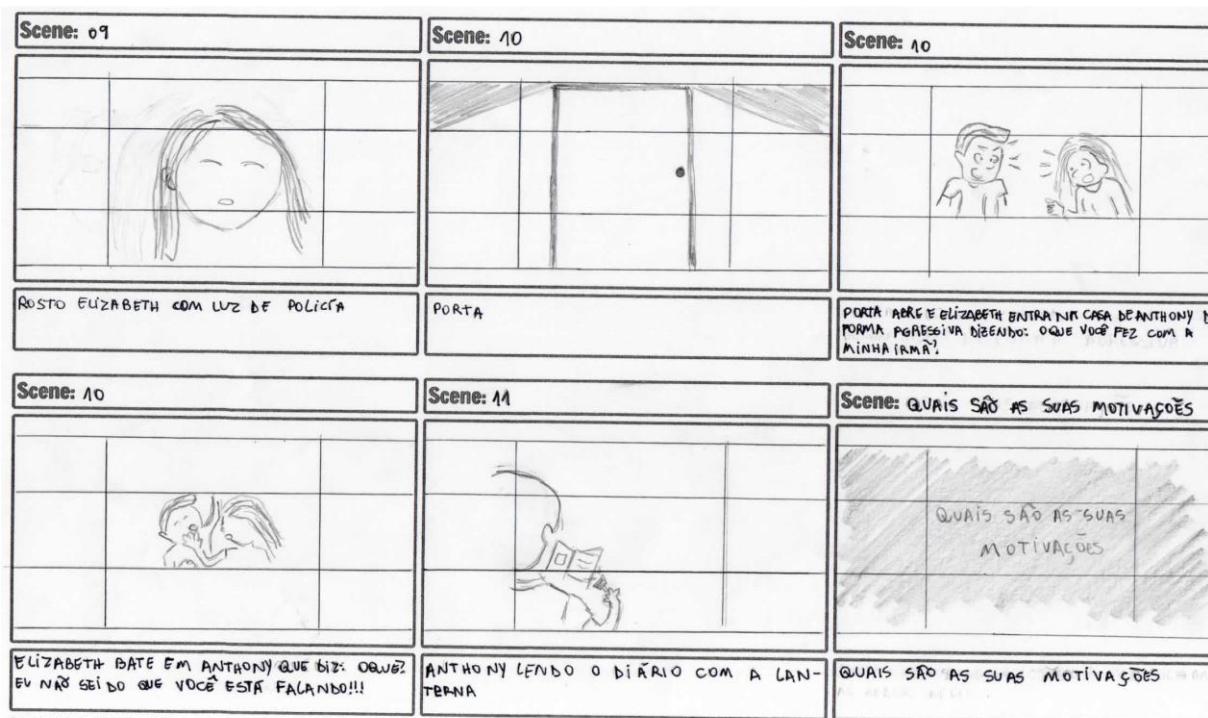 Scene: 09
Scene: 10
Scene: 10
ROSTO ELIZABETH COM LUZ DE POLICÍA
PORTA
PORTA ABRE E ELIZABETH ENTRA NA CASA DE ANTHONY
FORMA AGRESSIVA DIZENDO: OQUE VOCÊ FEZ COM A
MINHA IRMÃ?
Scene: 10
Scene: 11
Scene: QUAIS SÃO AS SUAS MOTIVAÇÕES
QUAIS SÃO AS SUAS
MOTIVAÇÕES
ELIZABETH BATE EM ANTHONY QUE DIZ: OQUE?
EU NÃO SEI DO QUE VOCÊ ESTÁ FALANDO!!!
ANTHONY LENDO O DIÁRIO COM A LAN-
TERNA
QUAIS SÃO AS SUAS MOTIVAÇÕES